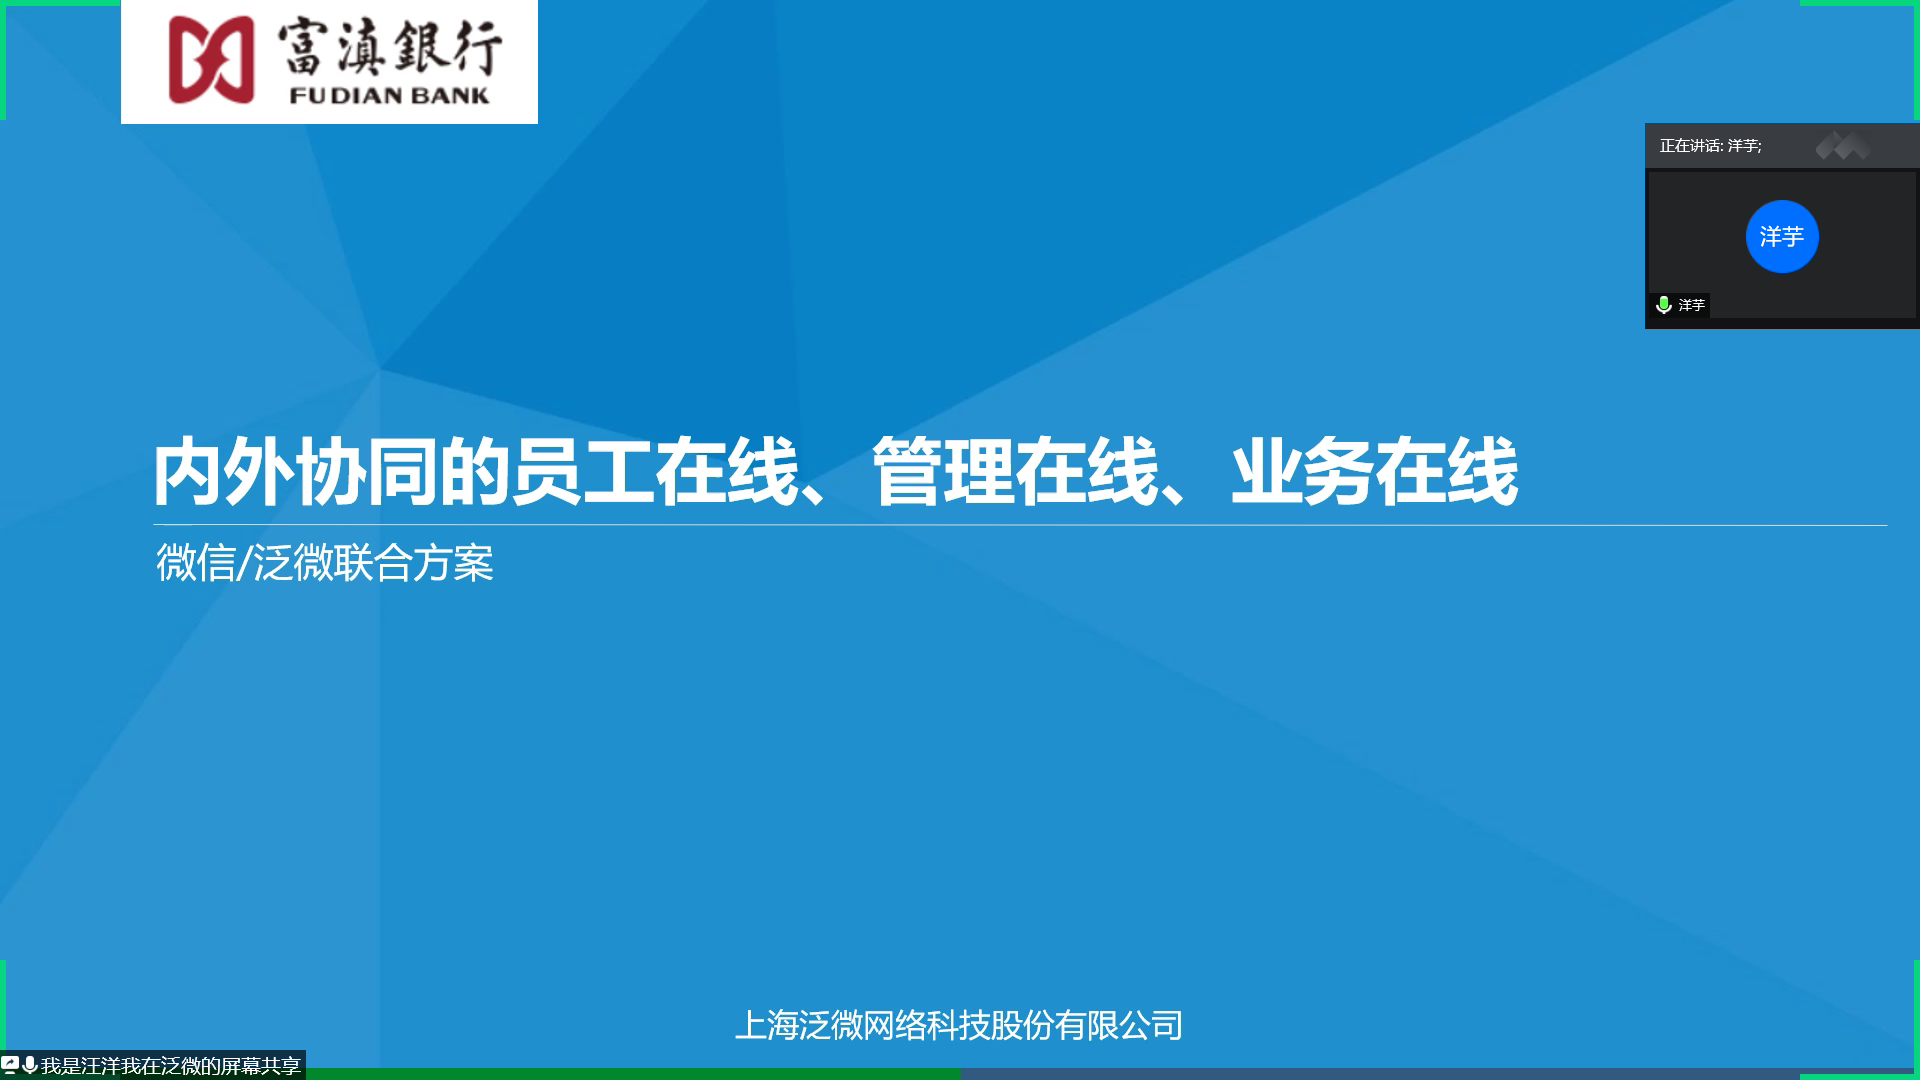 富滇銀行
FUDIAN BANK
正在讲话: 洋芋;
洋芋
洋芋
内外协同的员工在线、管理在线、业务在线
微信/泛微联合方案
上海泛微网络科技股份有限公司
我是汪洋我在泛微的屏幕共享